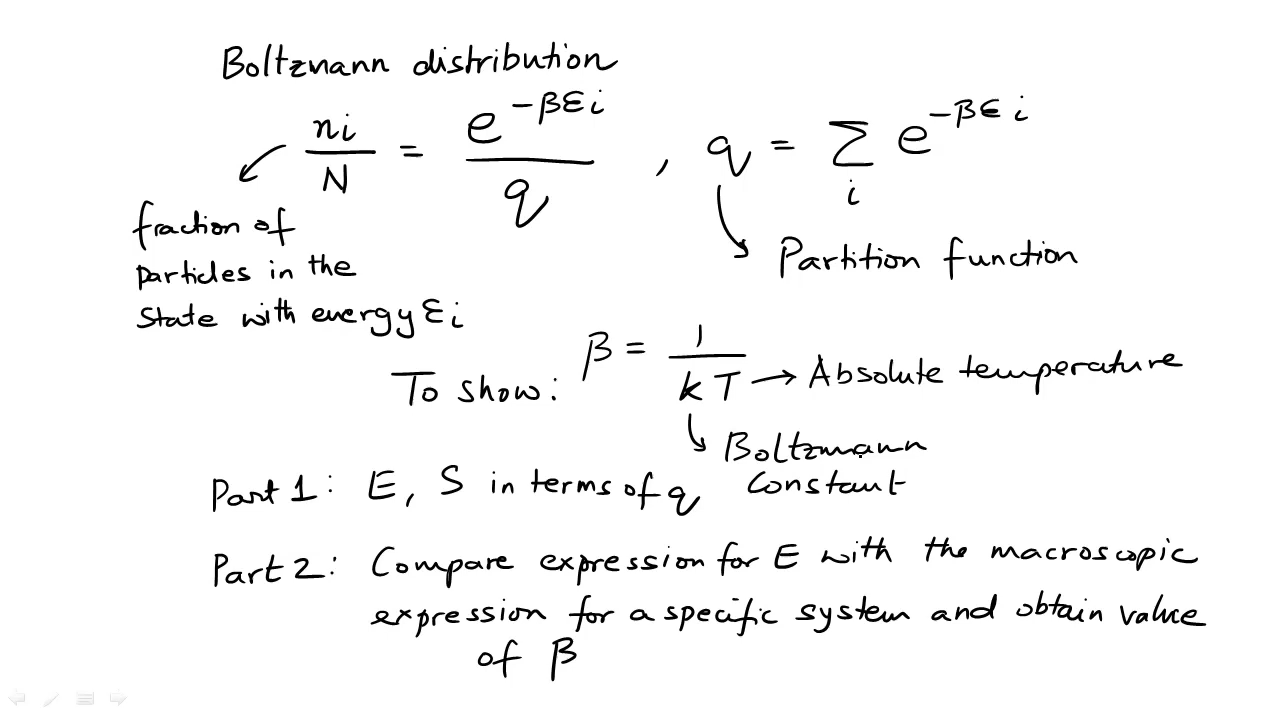 Boltzmann distribution
ni/N = e^-βεi / q , q = Σi e^-βεi
fraction of particles in the state with energy εi
Partition function
To show: β = 1/kT → Absolute temperature
Boltzmann constant
Part 1: E, S in terms of q
Part 2: Compare expression for E with the macroscopic
expression for a specific system and obtain value
of β